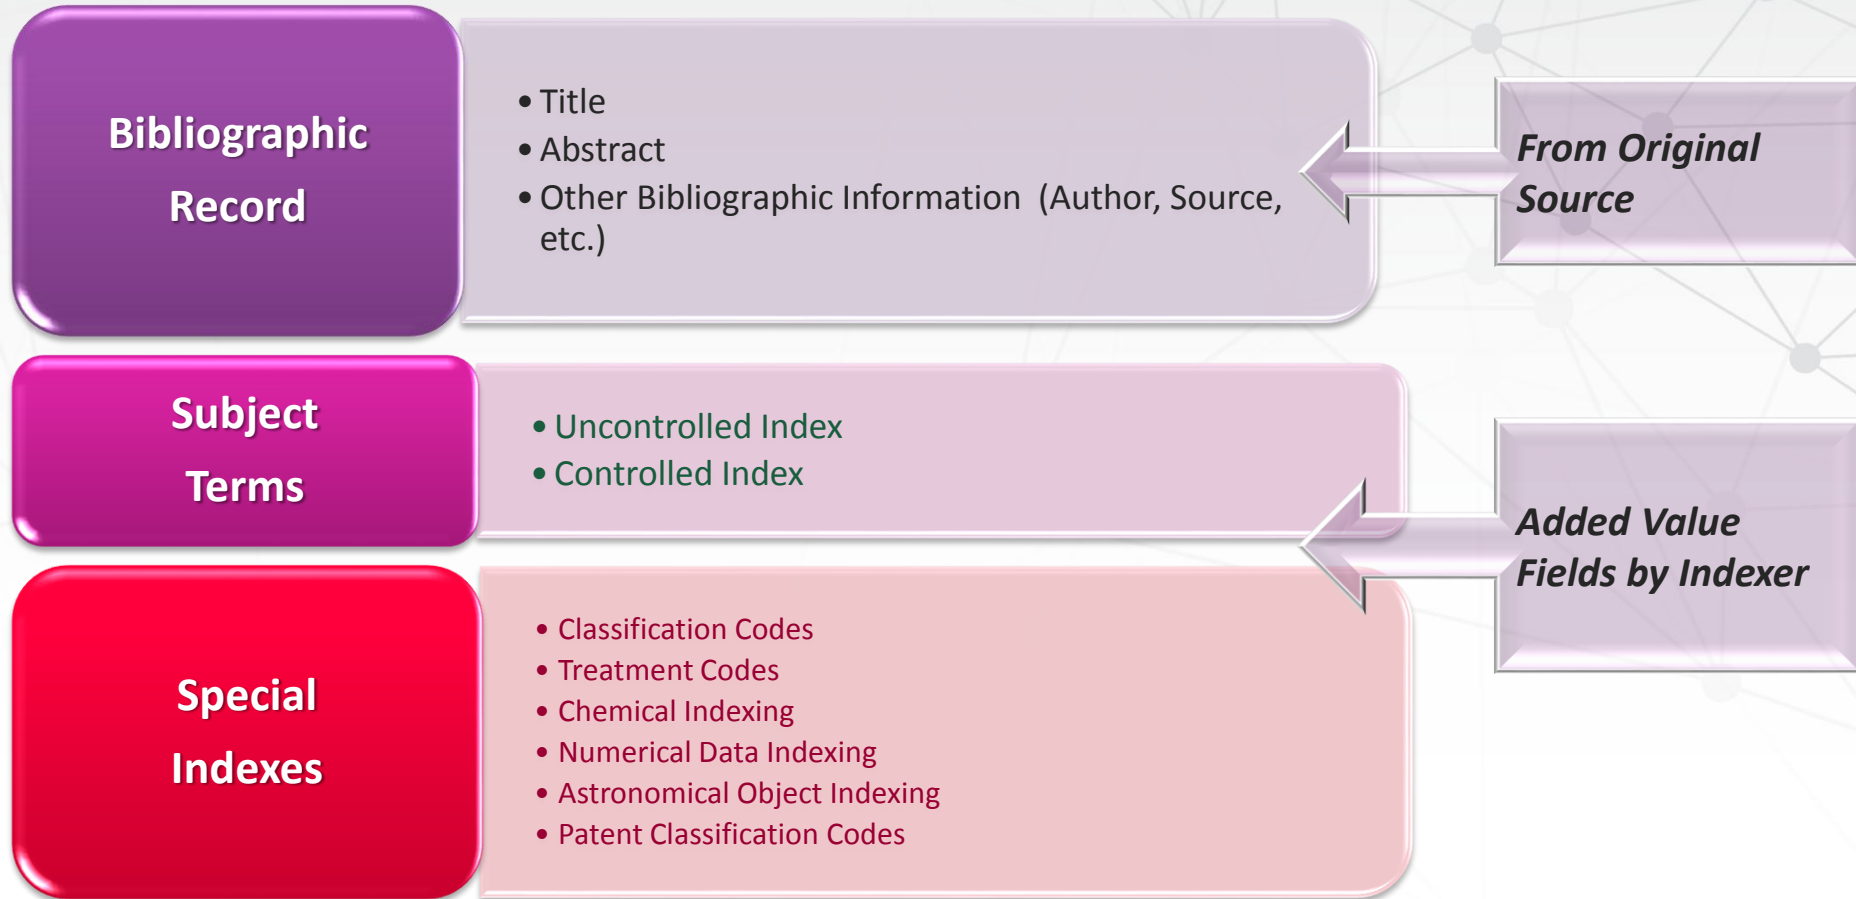 Bibliographic
Record
• Title
• Abstract
• Other Bibliographic Information  (Author, Source,
etc.)
From Original
Source
Subject
Terms
• Uncontrolled Index
• Controlled Index
Added Value
Fields by Indexer
Special
Indexes
• Classification Codes
• Treatment Codes
• Chemical Indexing
• Numerical Data Indexing
• Astronomical Object Indexing
• Patent Classification Codes